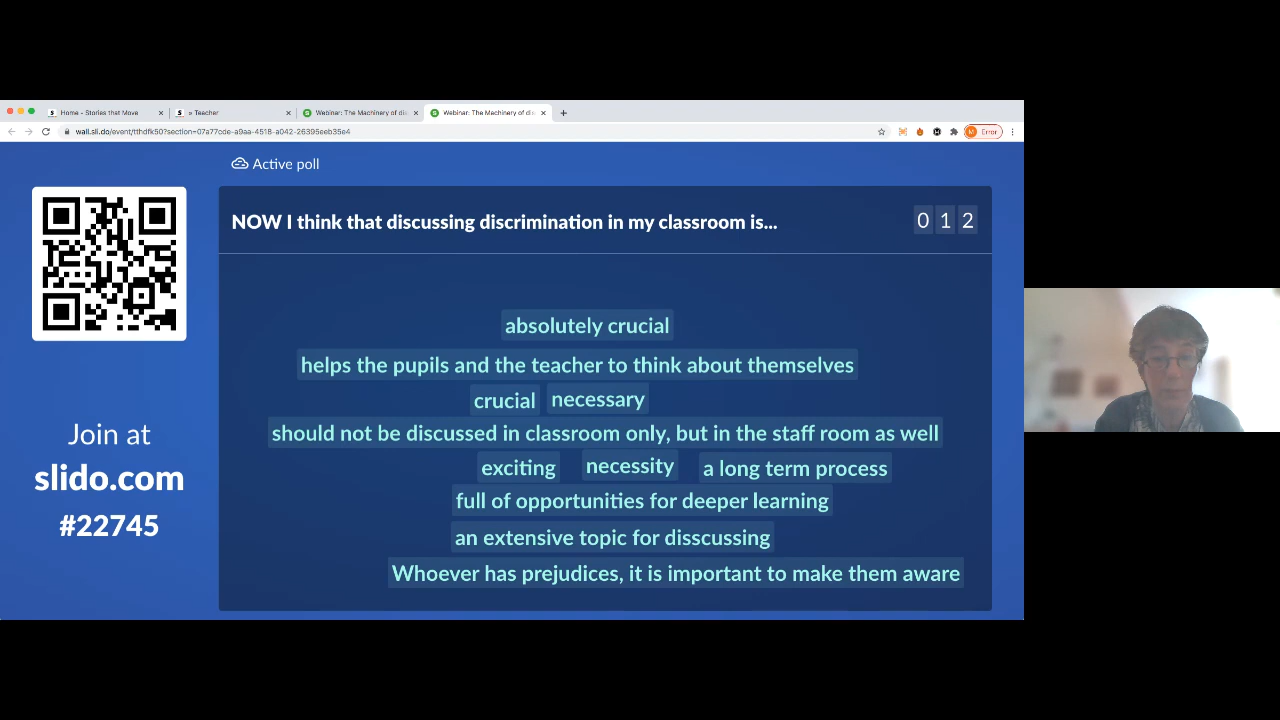 Home - Stories that Move
» Teacher
Webinar: The Machinery of dis
Webinar: The Machinery of dis
wall.sli.do/event/tthdfk50?section=07a77cde-a9aa-4518-a042-26395eeb35e4
M Error
Active poll
NOW I think that discussing discrimination in my classroom is...
0 1 2
absolutely crucial
helps the pupils and the teacher to think about themselves
crucial necessary
should not be discussed in classroom only, but in the staff room as well
exciting necessity a long term process
full of opportunities for deeper learning
an extensive topic for disscussing
Whoever has prejudices, it is important to make them aware
Join at
slido.com
#22745